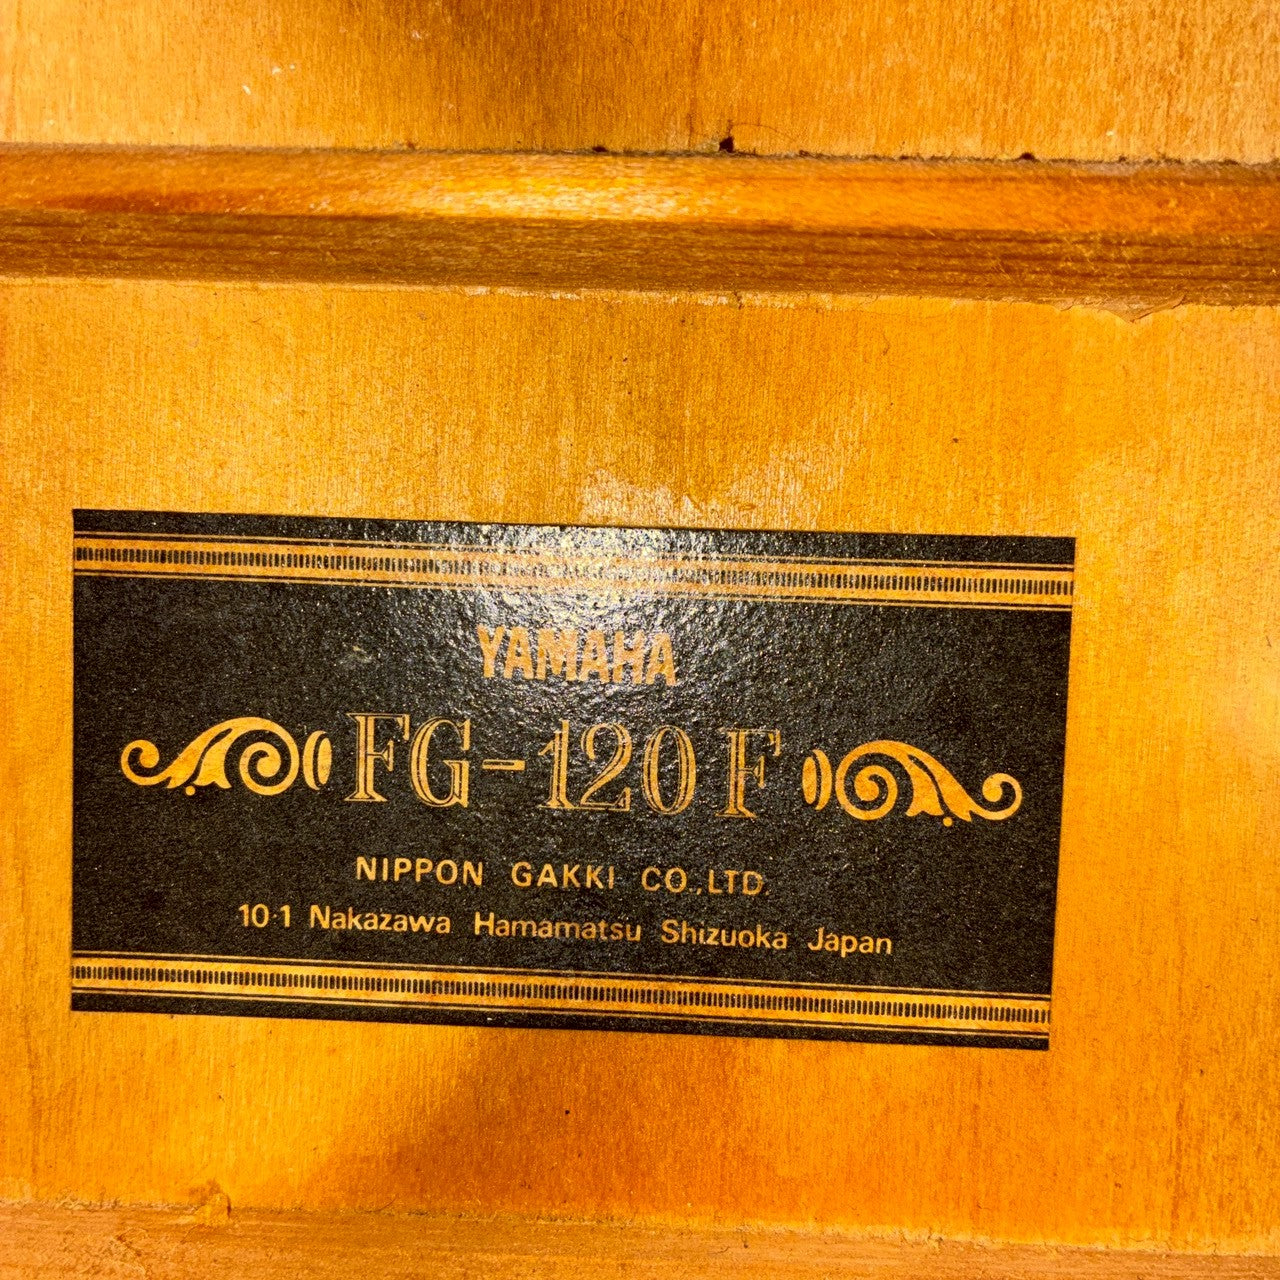 YAMAHA
FG-120F
NIPPON GAKKI CO.,LTD.
10·1 Nakazawa Hamamatsu Shizuoka Japan